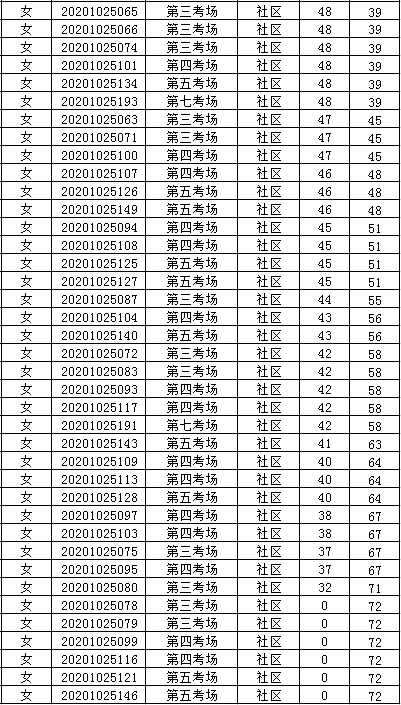 女 20201025065 第三考场 社区 48 39
女 20201025066 第三考场 社区 48 39
女 20201025074 第三考场 社区 48 39
女 20201025101 第四考场 社区 48 39
女 20201025134 第五考场 社区 48 39
女 20201025193 第七考场 社区 48 39
女 20201025063 第三考场 社区 47 45
女 20201025071 第三考场 社区 47 45
女 20201025100 第四考场 社区 47 45
女 20201025107 第四考场 社区 46 48
女 20201025126 第五考场 社区 46 48
女 20201025149 第五考场 社区 46 48
女 20201025094 第四考场 社区 45 51
女 20201025108 第四考场 社区 45 51
女 20201025125 第五考场 社区 45 51
女 20201025127 第五考场 社区 45 51
女 20201025087 第三考场 社区 44 55
女 20201025104 第四考场 社区 43 56
女 20201025140 第五考场 社区 43 56
女 20201025072 第三考场 社区 42 58
女 20201025083 第三考场 社区 42 58
女 20201025093 第四考场 社区 42 58
女 20201025117 第四考场 社区 42 58
女 20201025191 第七考场 社区 42 58
女 20201025143 第五考场 社区 41 63
女 20201025109 第四考场 社区 40 64
女 20201025113 第四考场 社区 40 64
女 20201025128 第五考场 社区 40 64
女 20201025097 第四考场 社区 38 67
女 20201025103 第四考场 社区 38 67
女 20201025075 第三考场 社区 37 67
女 20201025095 第四考场 社区 37 67
女 20201025080 第三考场 社区 32 71
女 20201025078 第三考场 社区 0 72
女 20201025079 第三考场 社区 0 72
女 20201025099 第四考场 社区 0 72
女 20201025116 第四考场 社区 0 72
女 20201025121 第五考场 社区 0 72
女 20201025146 第五考场 社区 0 72